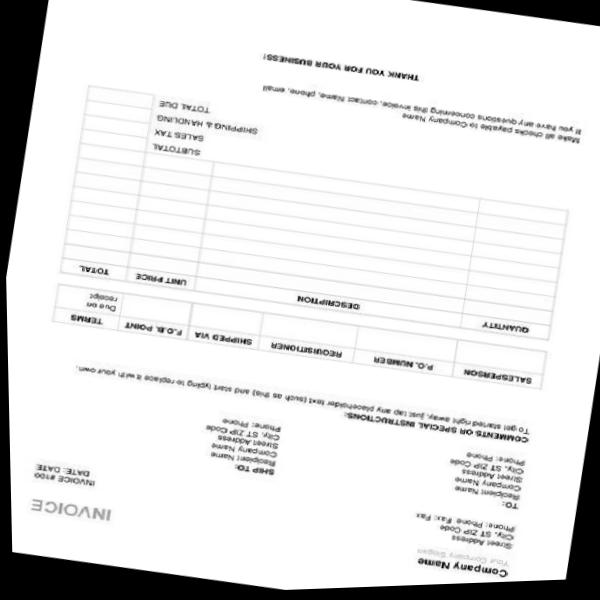 Company Name
Your Company Slogan
INVOICE
Street Address
City, ST ZIP Code
Phone: Phone Fax: Fax
INVOICE #100
DATE: DATE
TO:
Recipient Name
Company Name
Street Address
City, ST ZIP Code
Phone: Phone
SHIP TO:
Recipient Name
Company Name
Street Address
City, ST ZIP Code
Phone: Phone
COMMENTS OR SPECIAL INSTRUCTIONS:
To get started right away, just tap any placeholder text (such as this) and start typing to replace it with your own.
SALESPERSON P.O. NUMBER REQUISITIONER SHIPPED VIA F.O.B. POINT TERMS
Due on
receipt
QUANTITY DESCRIPTION UNIT PRICE TOTAL
SUBTOTAL
SALES TAX
SHIPPING & HANDLING
TOTAL DUE
Make all checks payable to Company Name
If you have any questions concerning this invoice, contact Name, phone, email
THANK YOU FOR YOUR BUSINESS!